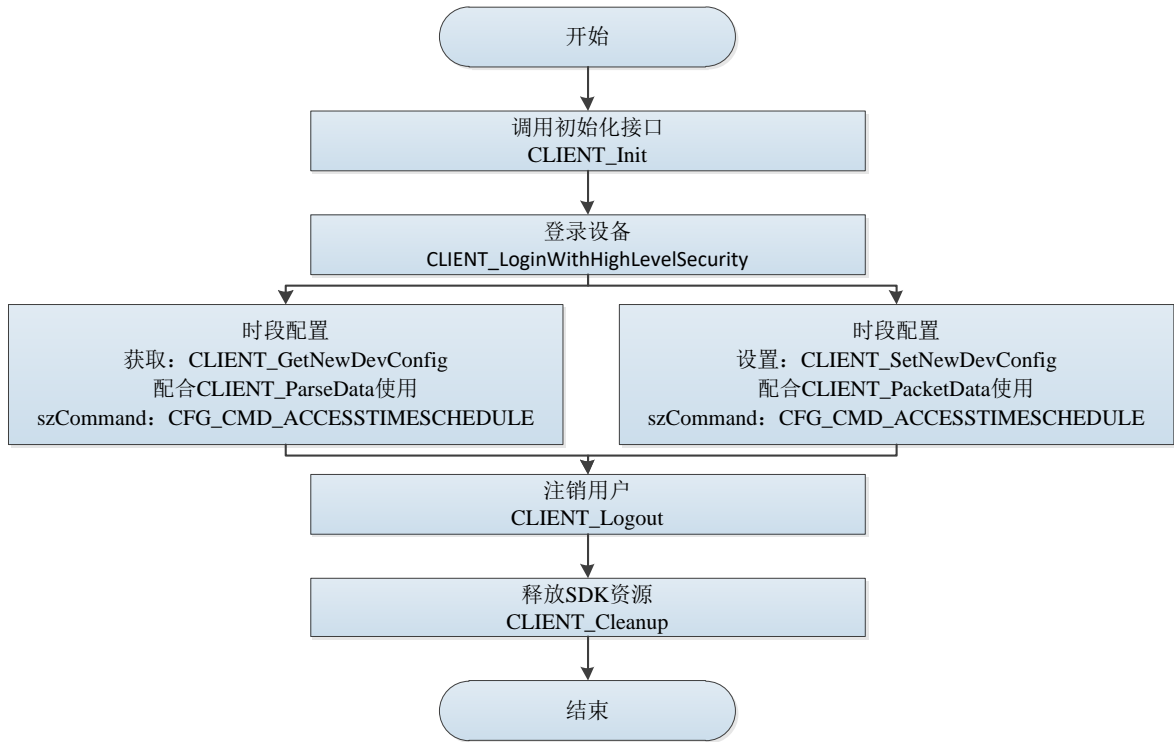 开始
调用初始化接口
CLIENT_Init
登录设备
CLIENT_LoginWithHighLevelSecurity
时段配置
获取：CLIENT_GetNewDevConfig
配合CLIENT_ParseData使用
szCommand：CFG_CMD_ACCESSTIMESCHEDULE
时段配置
设置：CLIENT_SetNewDevConfig
配合CLIENT_PacketData使用
szCommand：CFG_CMD_ACCESSTIMESCHEDULE
注销用户
CLIENT_Logout
释放SDK资源
CLIENT_Cleanup
结束